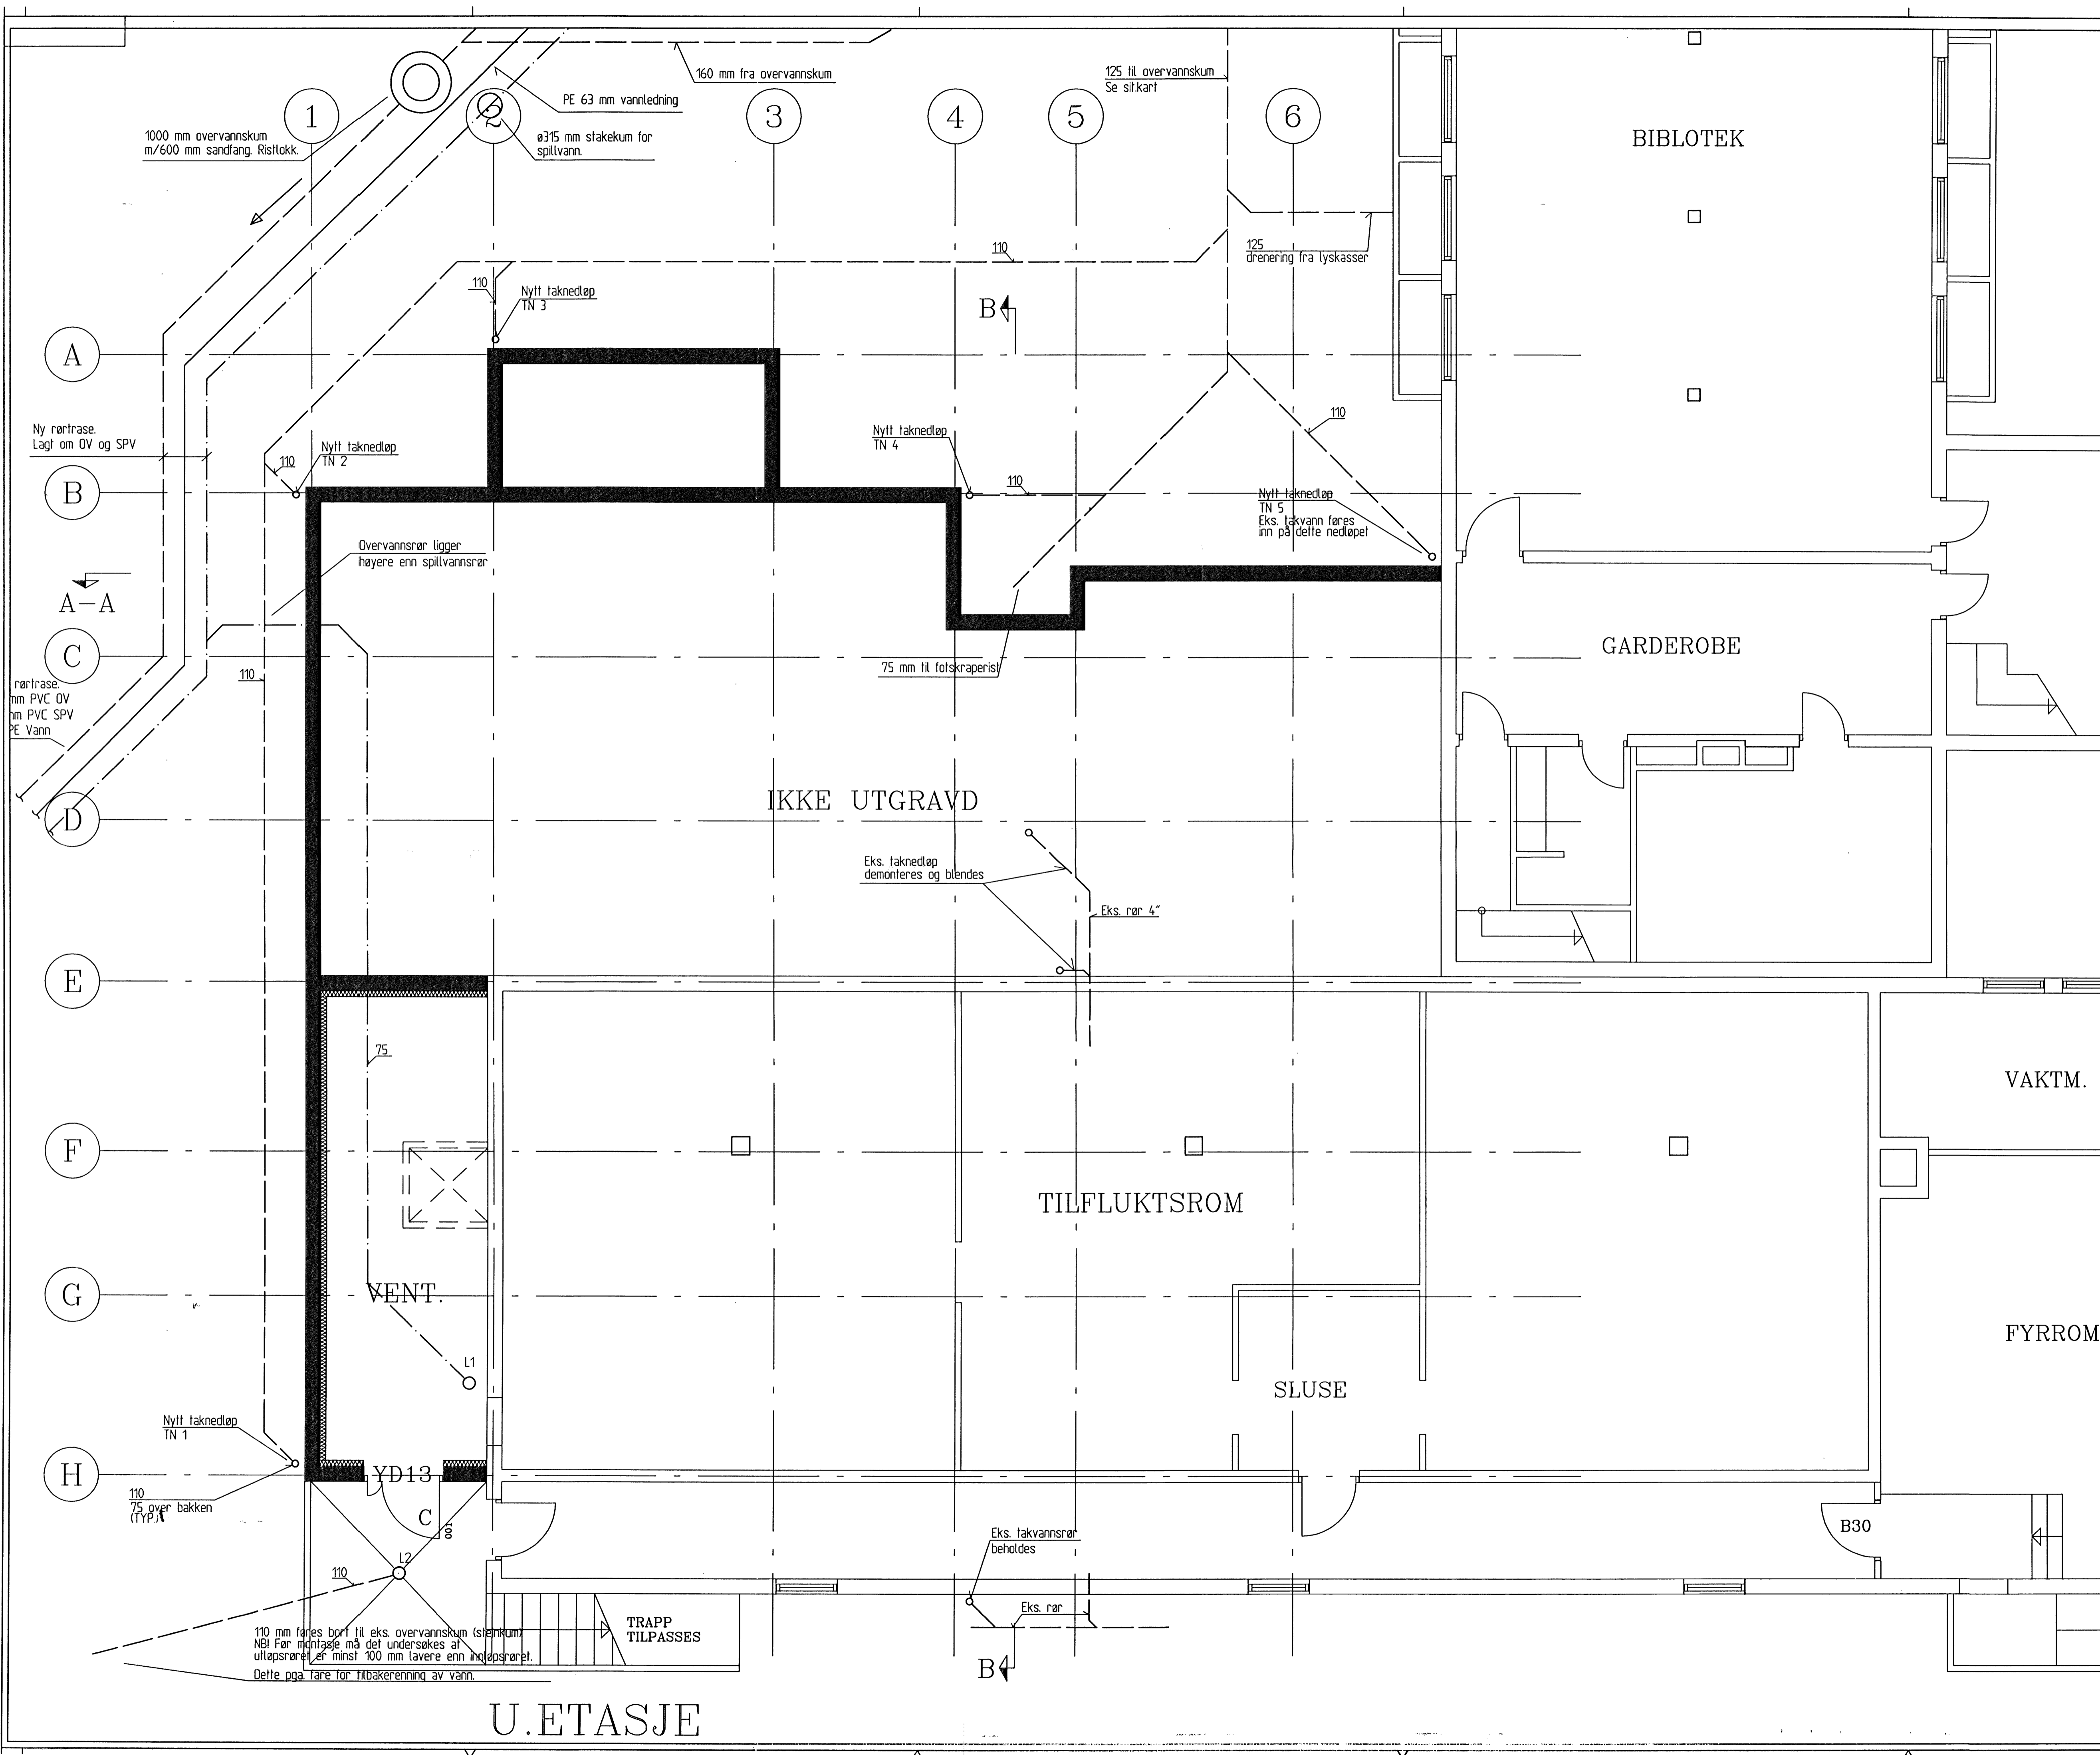 160 mm fra overvannskum
125 til overvannskum
Se sit.kart
PE 63 mm vannledning
1
2
3
4
5
6
1000 mm overvannskum
m/600 mm sandfang. Ristlokk.
ø315 mm stakekum for
spillvann.
BIBLOTEK
110
125
drenering fra lyskasser
110
Nytt taknedløp
TN 3
B
A
Ny rørtrase.
Lagt om OV og SPV
Nytt taknedløp
TN 2
110
Nytt taknedløp
TN 4
110
110
B
Nytt taknedløp
TN 5
Eks. takvann føres
inn på dette nedløpet
Overvannsrør ligger
høyere enn spillvannsrør
A-A
C
GARDEROBE
75 mm til fotskraperist
110
rørtrase.
mm PVC OV
mm PVC SPV
PE Vann
IKKE UTGRAVD
D
Eks. taknedløp
demonteres og blendes
Eks. rør 4"
E
75
VAKTM.
F
TILFLUKTSROM
G
VENT.
FYRROM
L1
SLUSE
Nytt taknedløp
TN 1
H
YD13
110
75 over bakken
(TYP.)
C
100
B30
Eks. takvannsrør
beholdes
L2
110
Eks. rør
TRAPP
TILPASSES
110 mm føres bort til eks. overvannskum (steinkum)
NB! Før montasje må det undersøkes at
utløpsrøret er minst 100 mm lavere enn innløpsrøret.
Dette pga. fare for tilbakerenning av vann.
B
U.ETASJE